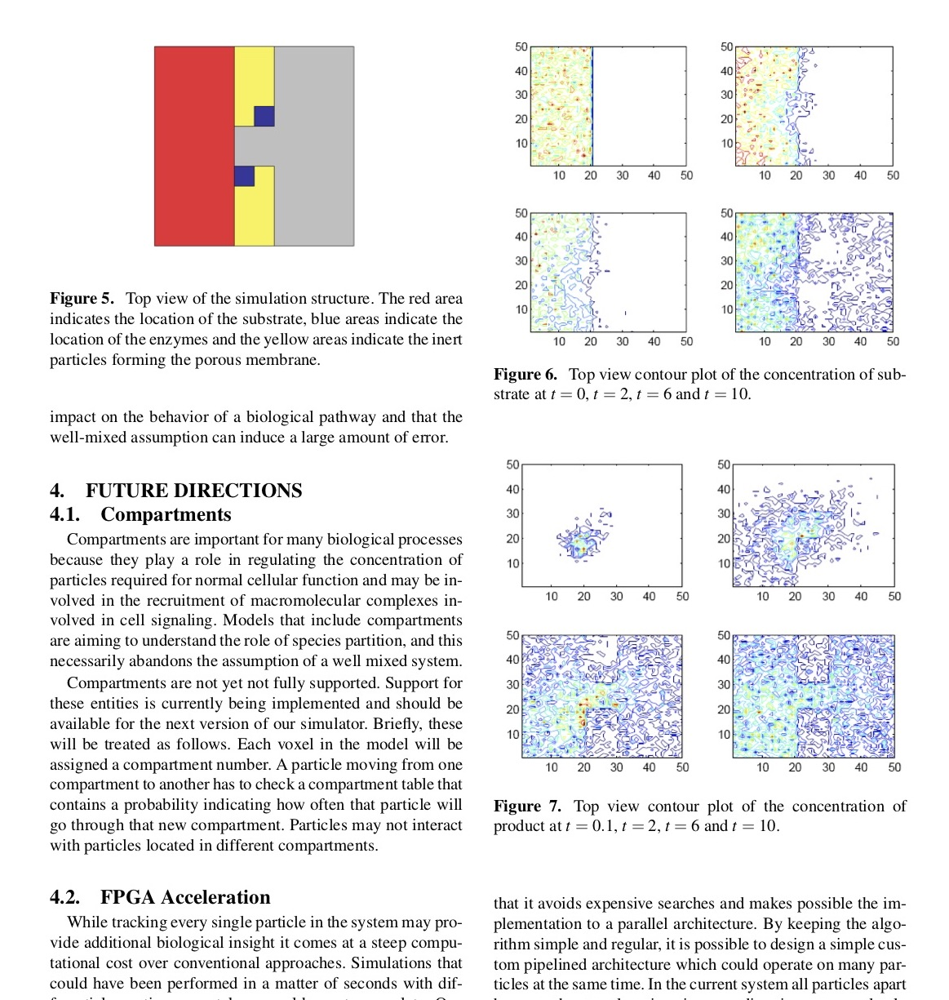 Figure 5. Top view of the simulation structure. The red area
indicates the location of the substrate, blue areas indicate the
location of the enzymes and the yellow areas indicate the inert
particles forming the porous membrane.
impact on the behavior of a biological pathway and that the
well-mixed assumption can induce a large amount of error.
4. FUTURE DIRECTIONS
4.1. Compartments
Compartments are important for many biological processes
because they play a role in regulating the concentration of
particles required for normal cellular function and may be in-
volved in the recruitment of macromolecular complexes in-
volved in cell signaling. Models that include compartments
are aiming to understand the role of species partition, and this
necessarily abandons the assumption of a well mixed system.
Compartments are not yet not fully supported. Support for
these entities is currently being implemented and should be
available for the next version of our simulator. Briefly, these
will be treated as follows. Each voxel in the model will be
assigned a compartment number. A particle moving from one
compartment to another has to check a compartment table that
contains a probability indicating how often that particle will
go through that new compartment. Particles may not interact
with particles located in different compartments.
4.2. FPGA Acceleration
While tracking every single particle in the system may pro-
vide additional biological insight it comes at a steep compu-
tational cost over conventional approaches. Simulations that
could have been performed in a matter of seconds with dif-
50
40
30
20
10
10 20 30 40 50
50
40
30
20
10
10 20 30 40 50
50
40
30
20
10
10 20 30 40 50
50
40
30
20
10
10 20 30 40 50
Figure 6. Top view contour plot of the concentration of sub-
strate at t = 0, t = 2, t = 6 and t = 10.
50
40
30
20
10
10 20 30 40 50
50
40
30
20
10
10 20 30 40 50
50
40
30
20
10
10 20 30 40 50
50
40
30
20
10
10 20 30 40 50
Figure 7. Top view contour plot of the concentration of
product at t = 0.1, t = 2, t = 6 and t = 10.
that it avoids expensive searches and makes possible the im-
plementation to a parallel architecture. By keeping the algo-
rithm simple and regular, it is possible to design a simple cus-
tom pipelined architecture which could operate on many par-
ticles at the same time. In the current system all particles apart